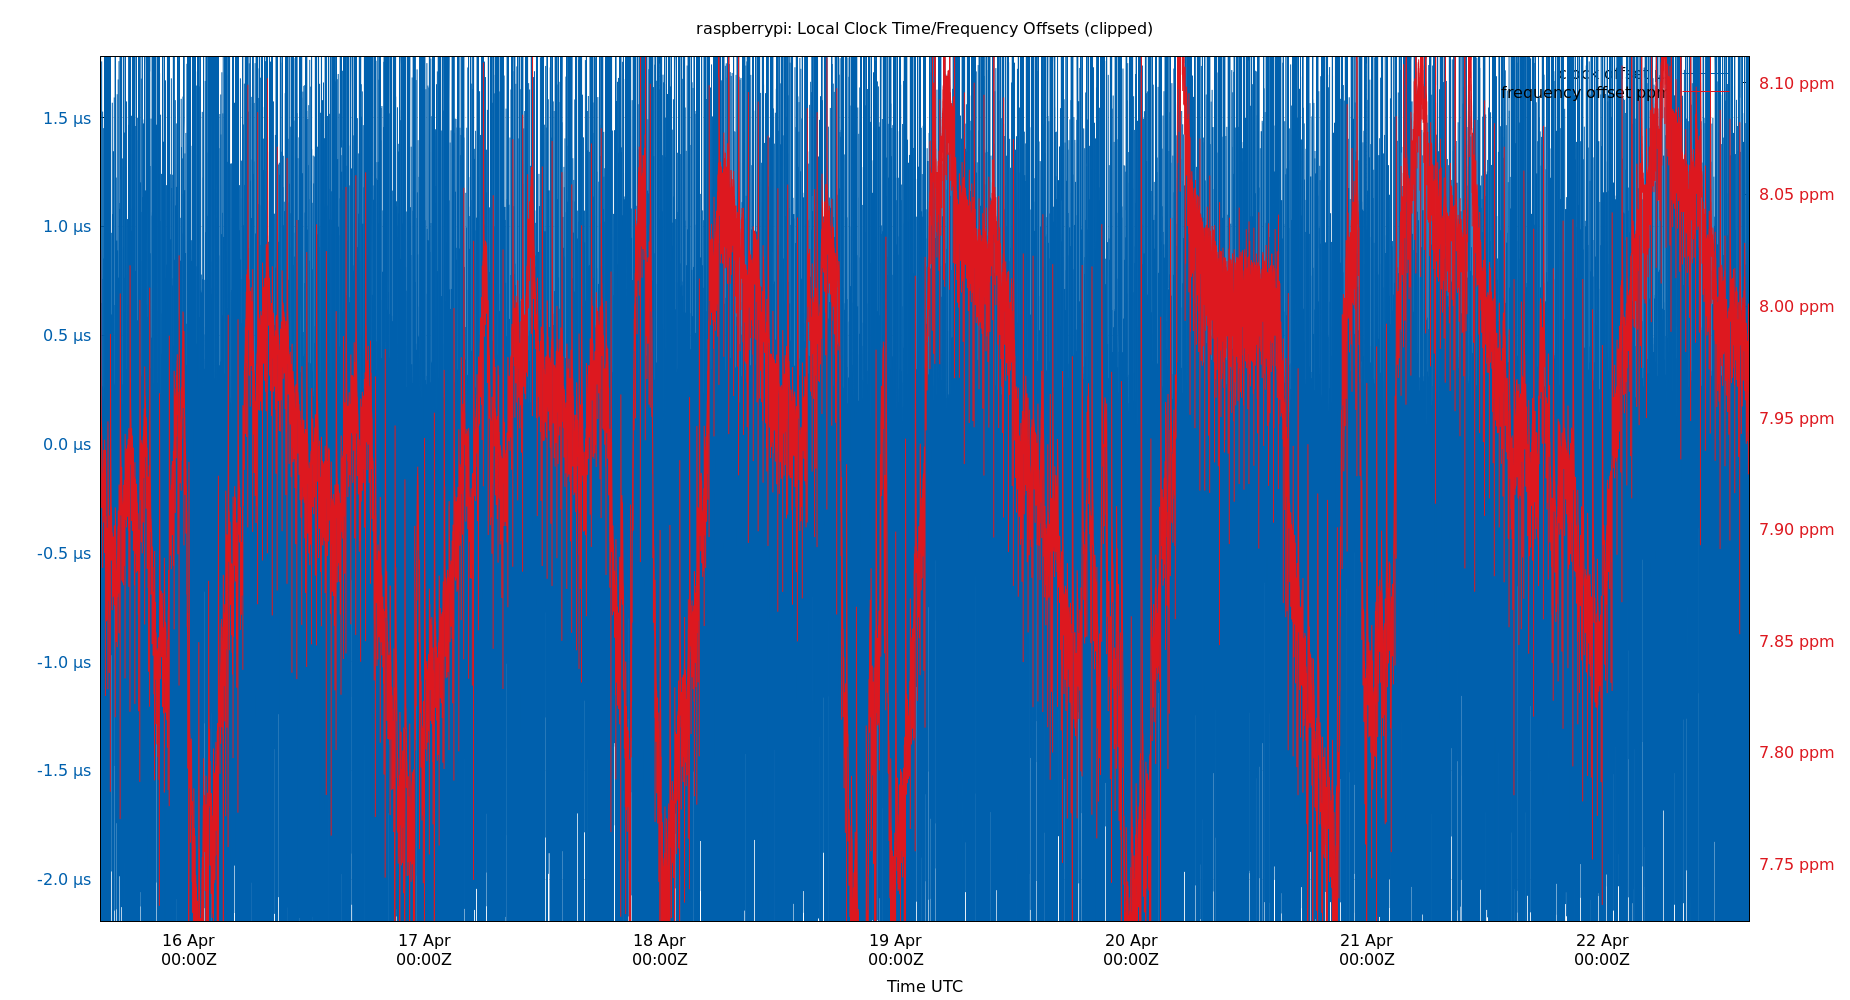 raspberrypi: Local Clock Time/Frequency Offsets (clipped)
clock offset
frequency offset ppm
1.5 µs
1.0 µs
0.5 µs
0.0 µs
-0.5 µs
-1.0 µs
-1.5 µs
-2.0 µs
8.10 ppm
8.05 ppm
8.00 ppm
7.95 ppm
7.90 ppm
7.85 ppm
7.80 ppm
7.75 ppm
16 Apr 17 Apr 18 Apr 19 Apr 20 Apr 21 Apr 22 Apr
00:00Z 00:00Z 00:00Z 00:00Z 00:00Z 00:00Z 00:00Z
Time UTC